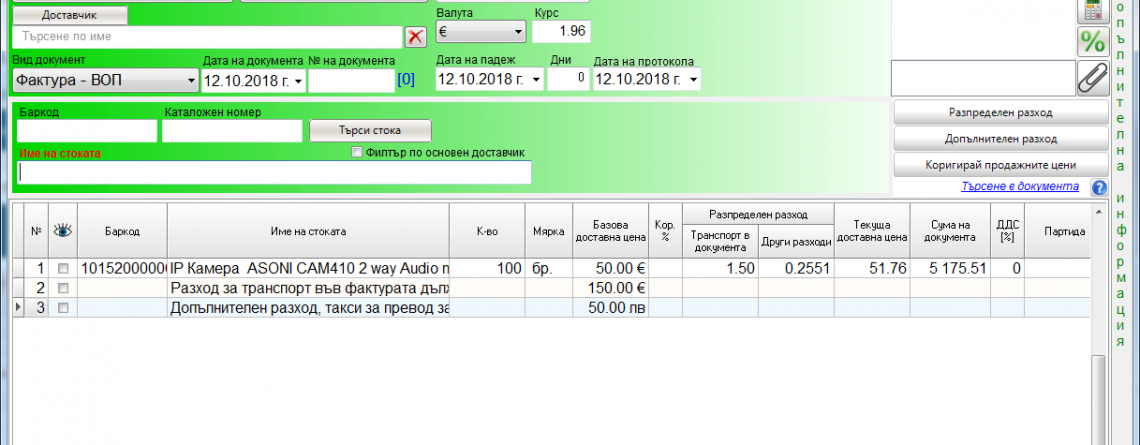 Доставчик
Търсене по име
Валута
Курс
€
1.96
Вид документ
Дата на документа
№ на документа
Дата на падеж
Дни
Дата на протокола
Фактура - ВОП
12.10.2018 г.
[0]
12.10.2018 г.
0
12.10.2018 г.
Баркод
Каталожен номер
Търси стока
Име на стоката
Филтър по основен доставчик
%
Разпределен разход
Допълнителен разход
Коригирай продажните цени
Търсене в документа
?
№
Баркод
Име на стоката
К-во
Мярка
Базова доставна цена
Кор. %
Разпределен разход
Транспорт в документа
Други разходи
Текуща доставна цена
Сума на документа
ДДС [%]
Партида
1 10152000000 IP Камера ASONI CAM410 2 way Audio 100 бр. 50.00 € 1.50 0.2551 51.76 5 175.51 0
2 Разход за транспорт във фактурата 150.00 €
3 Допълнителен разход, такси за превод 50.00 лв
опълнителна информация